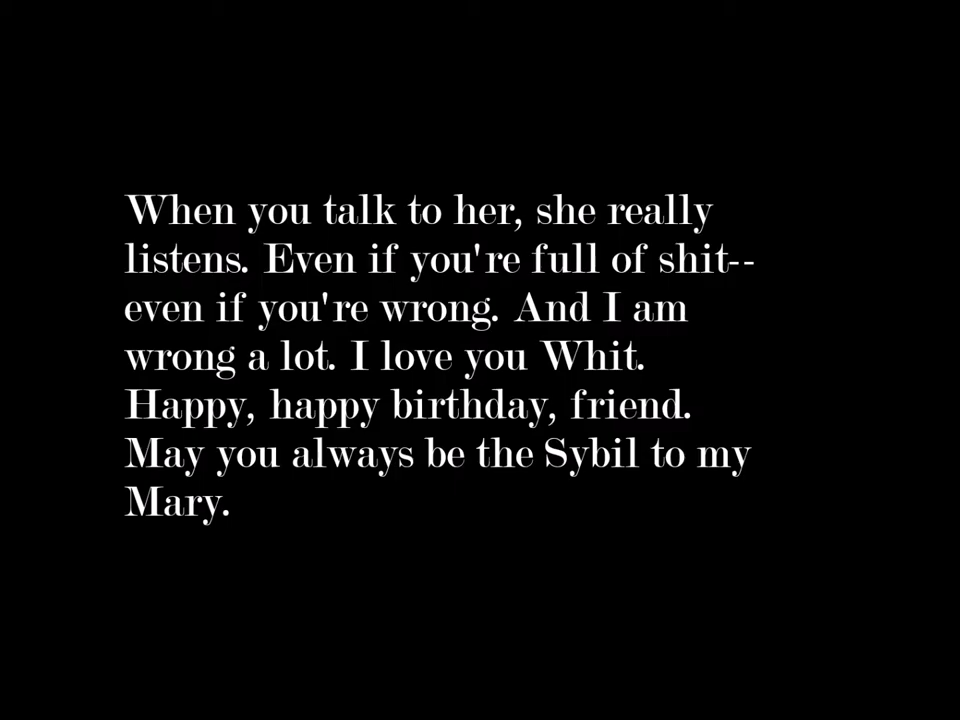 When you talk to her, she really
listens. Even if you're full of shit--
even if you're wrong. And I am
wrong a lot. I love you Whit.
Happy, happy birthday, friend.
May you always be the Sybil to my
Mary.